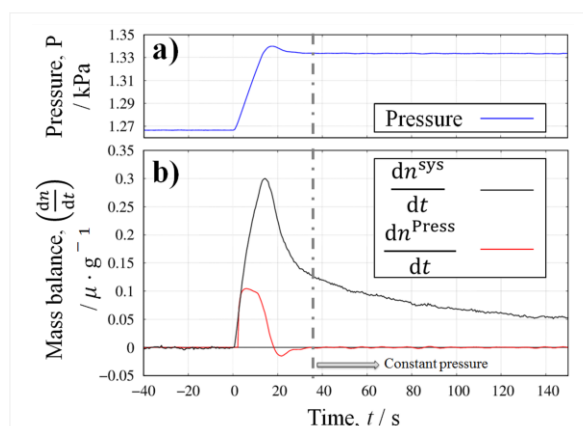 a)
Pressure, P
/ kPa
1.35
1.33
1.31
1.29
1.27
Pressure
b)
Mass balance, (dn/dt)
/ μ · g⁻¹
0.35
0.3
0.25
0.2
0.15
0.1
0.05
0
−0.05
dn^sys
dt
dn^Press
dt
Constant pressure
−40 −20 0 20 40 60 80 100 120 140
Time, t / s